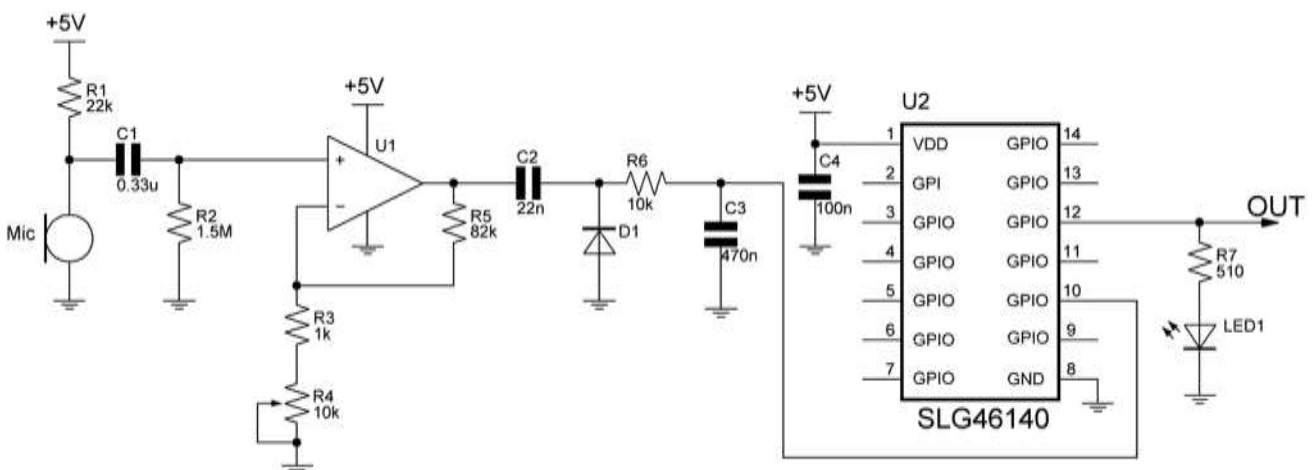 +5V
R1
22k
C1
0.33u
Mic
R2
1.5M
+5V
U1
+
−
R5
82k
R3
1k
R4
10k
C2
22n
D1
R6
10k
C3
470n
+5V
C4
100n
U2
1 VDD GPIO 14
2 GPI GPIO 13
3 GPIO GPIO 12
4 GPIO GPIO 11
5 GPIO GPIO 10
6 GPIO GPIO 9
7 GPIO GND 8
SLG46140
OUT
R7
510
LED1